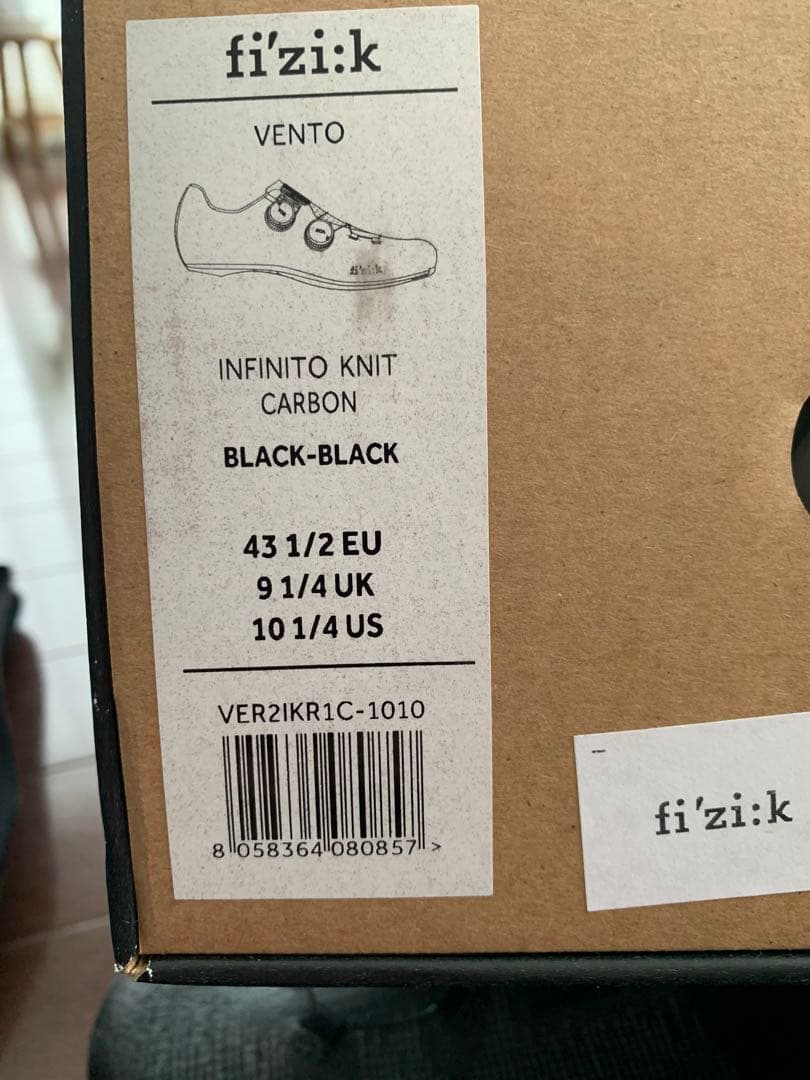 fi'zi:k
VENTO
fi'zi:k
INFINITO KNIT
CARBON
BLACK-BLACK
43 1/2 EU
9 1/4 UK
10 1/4 US
VER2IKR1C-1010
8 058364 080857 >
fi'zi:k